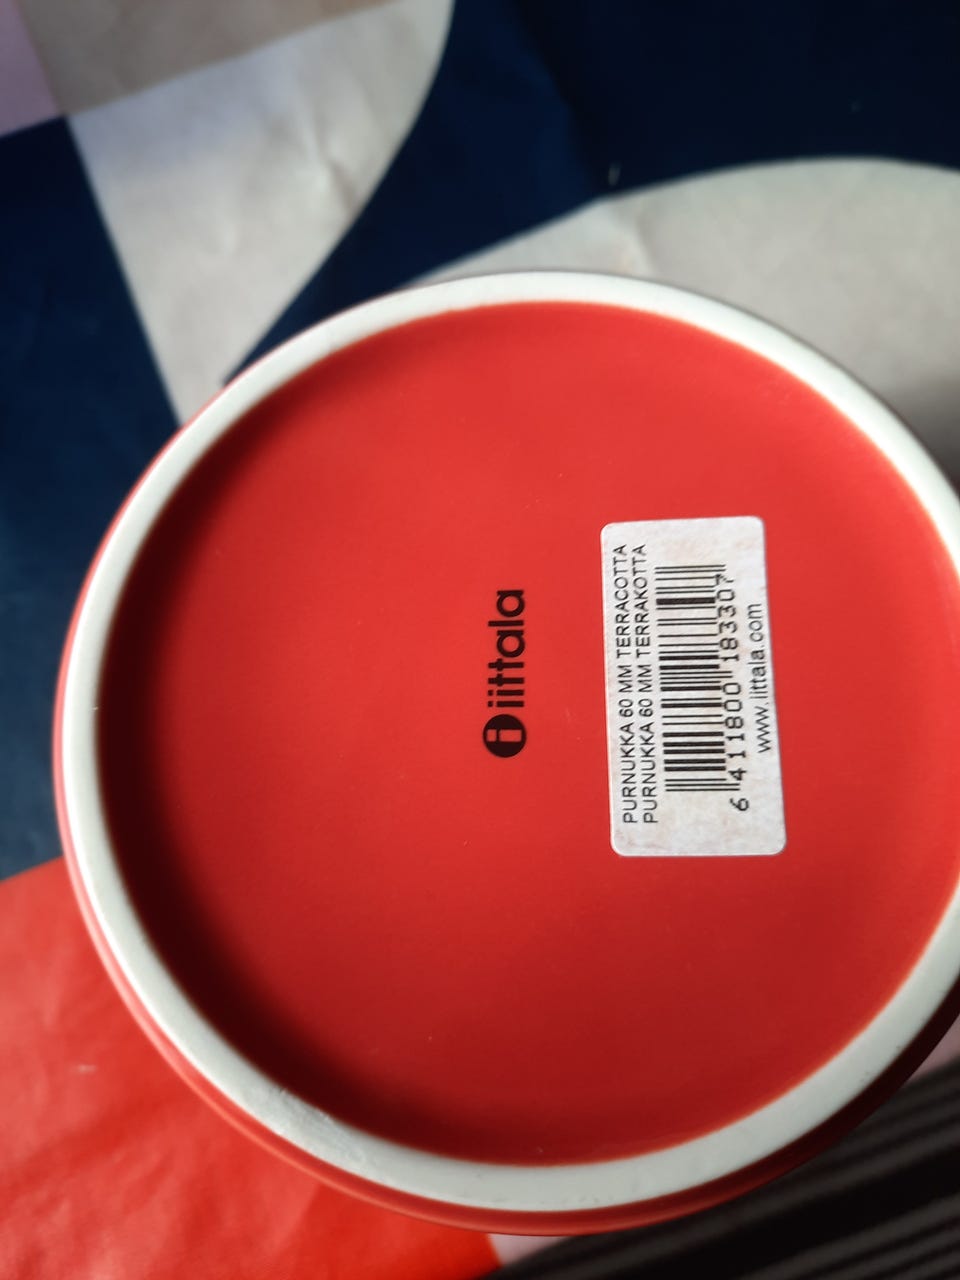 iittala
PURNUKKA 60 MM TERRACOTTA
PURNUKKA 60 MM TERRAKOTTA
6 411800 183307
www.iittala.com